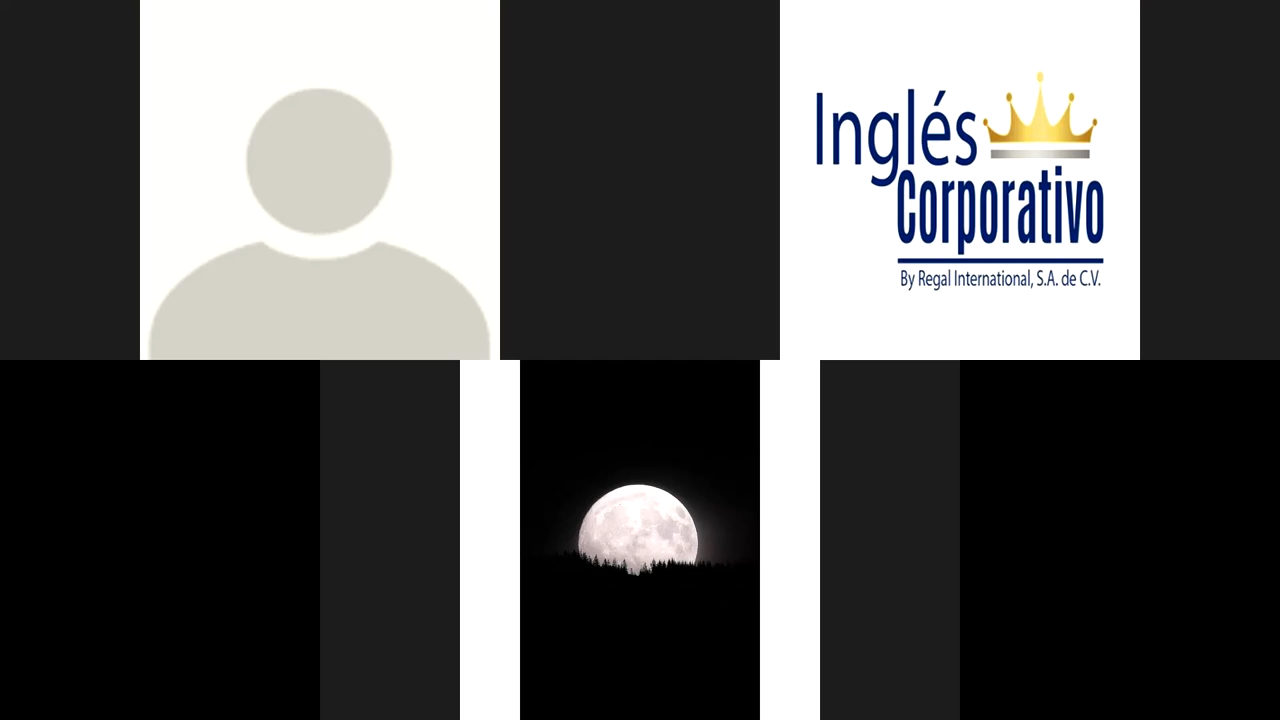 Inglés
Corporativo
By Regal International, S.A. de C.V.